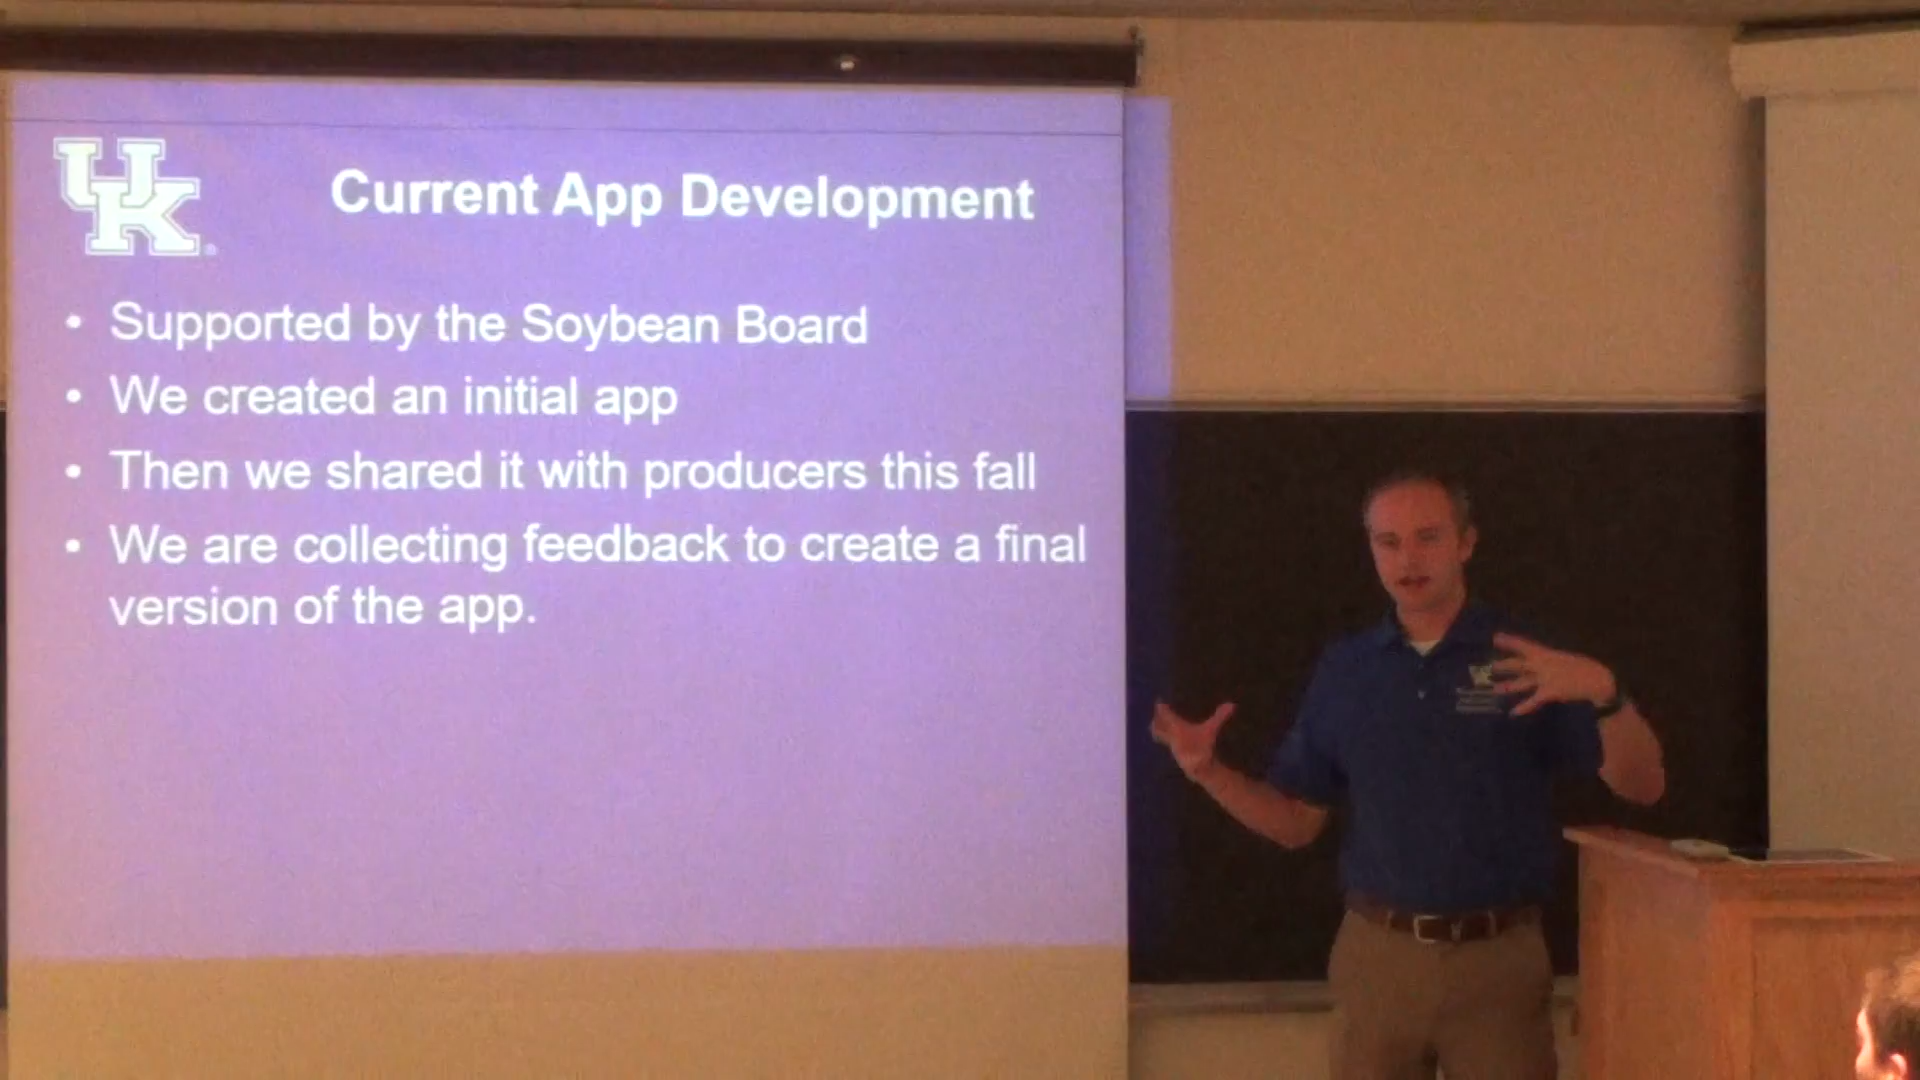 UK
Current App Development
• Supported by the Soybean Board
• We created an initial app
• Then we shared it with producers this fall
• We are collecting feedback to create a final
version of the app.